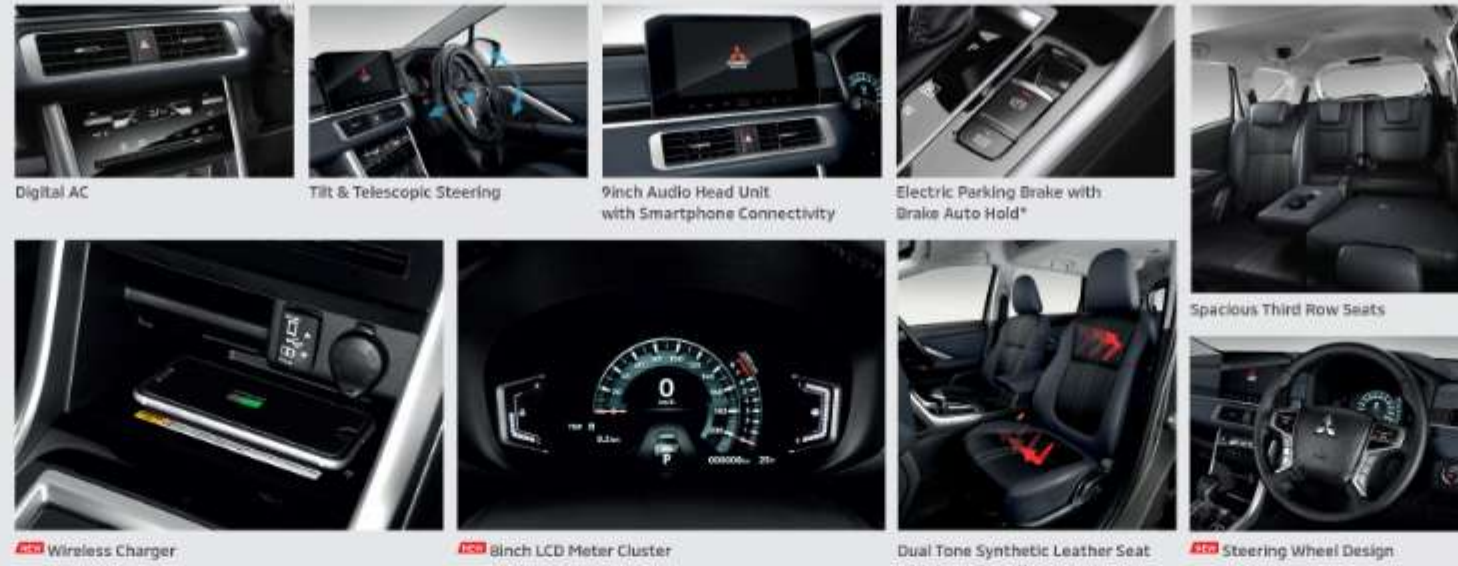 Digital AC
Tilt & Telescopic Steering
9inch Audio Head Unit
with Smartphone Connectivity
Electric Parking Brake with
Brake Auto Hold*
Spacious Third Row Seats
0
km/h
P
NEW Wireless Charger
NEW 8inch LCD Meter Cluster
Dual Tone Synthetic Leather Seat
NEW Steering Wheel Design